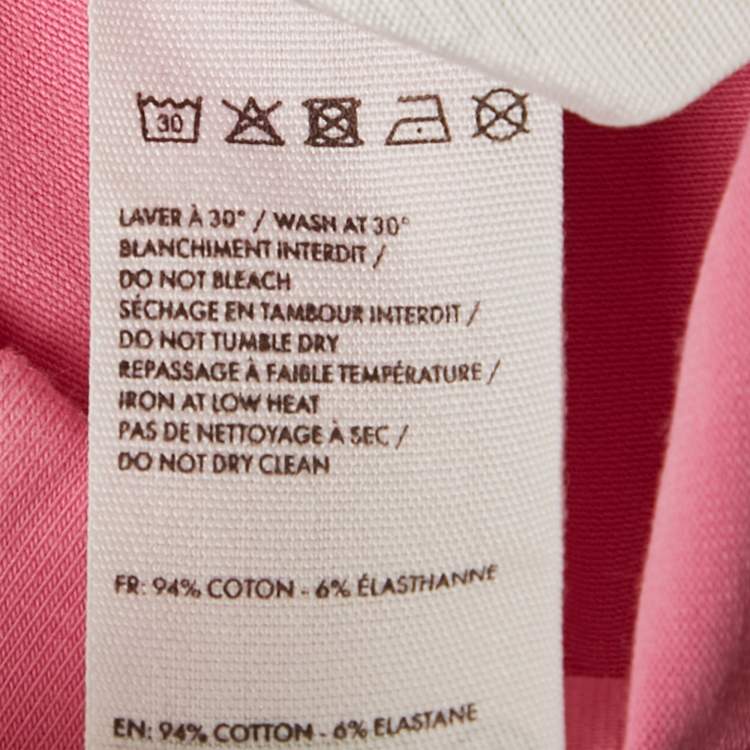 30
LAVER À 30° / WASH AT 30°
BLANCHIMENT INTERDIT /
DO NOT BLEACH
SÉCHAGE EN TAMBOUR INTERDIT /
DO NOT TUMBLE DRY
REPASSAGE À FAIBLE TEMPÉRATURE /
IRON AT LOW HEAT
PAS DE NETTOYAGE À SEC /
DO NOT DRY CLEAN
FR: 94% COTON - 6% ÉLASTHANNE
EN: 94% COTTON - 6% ELASTANE